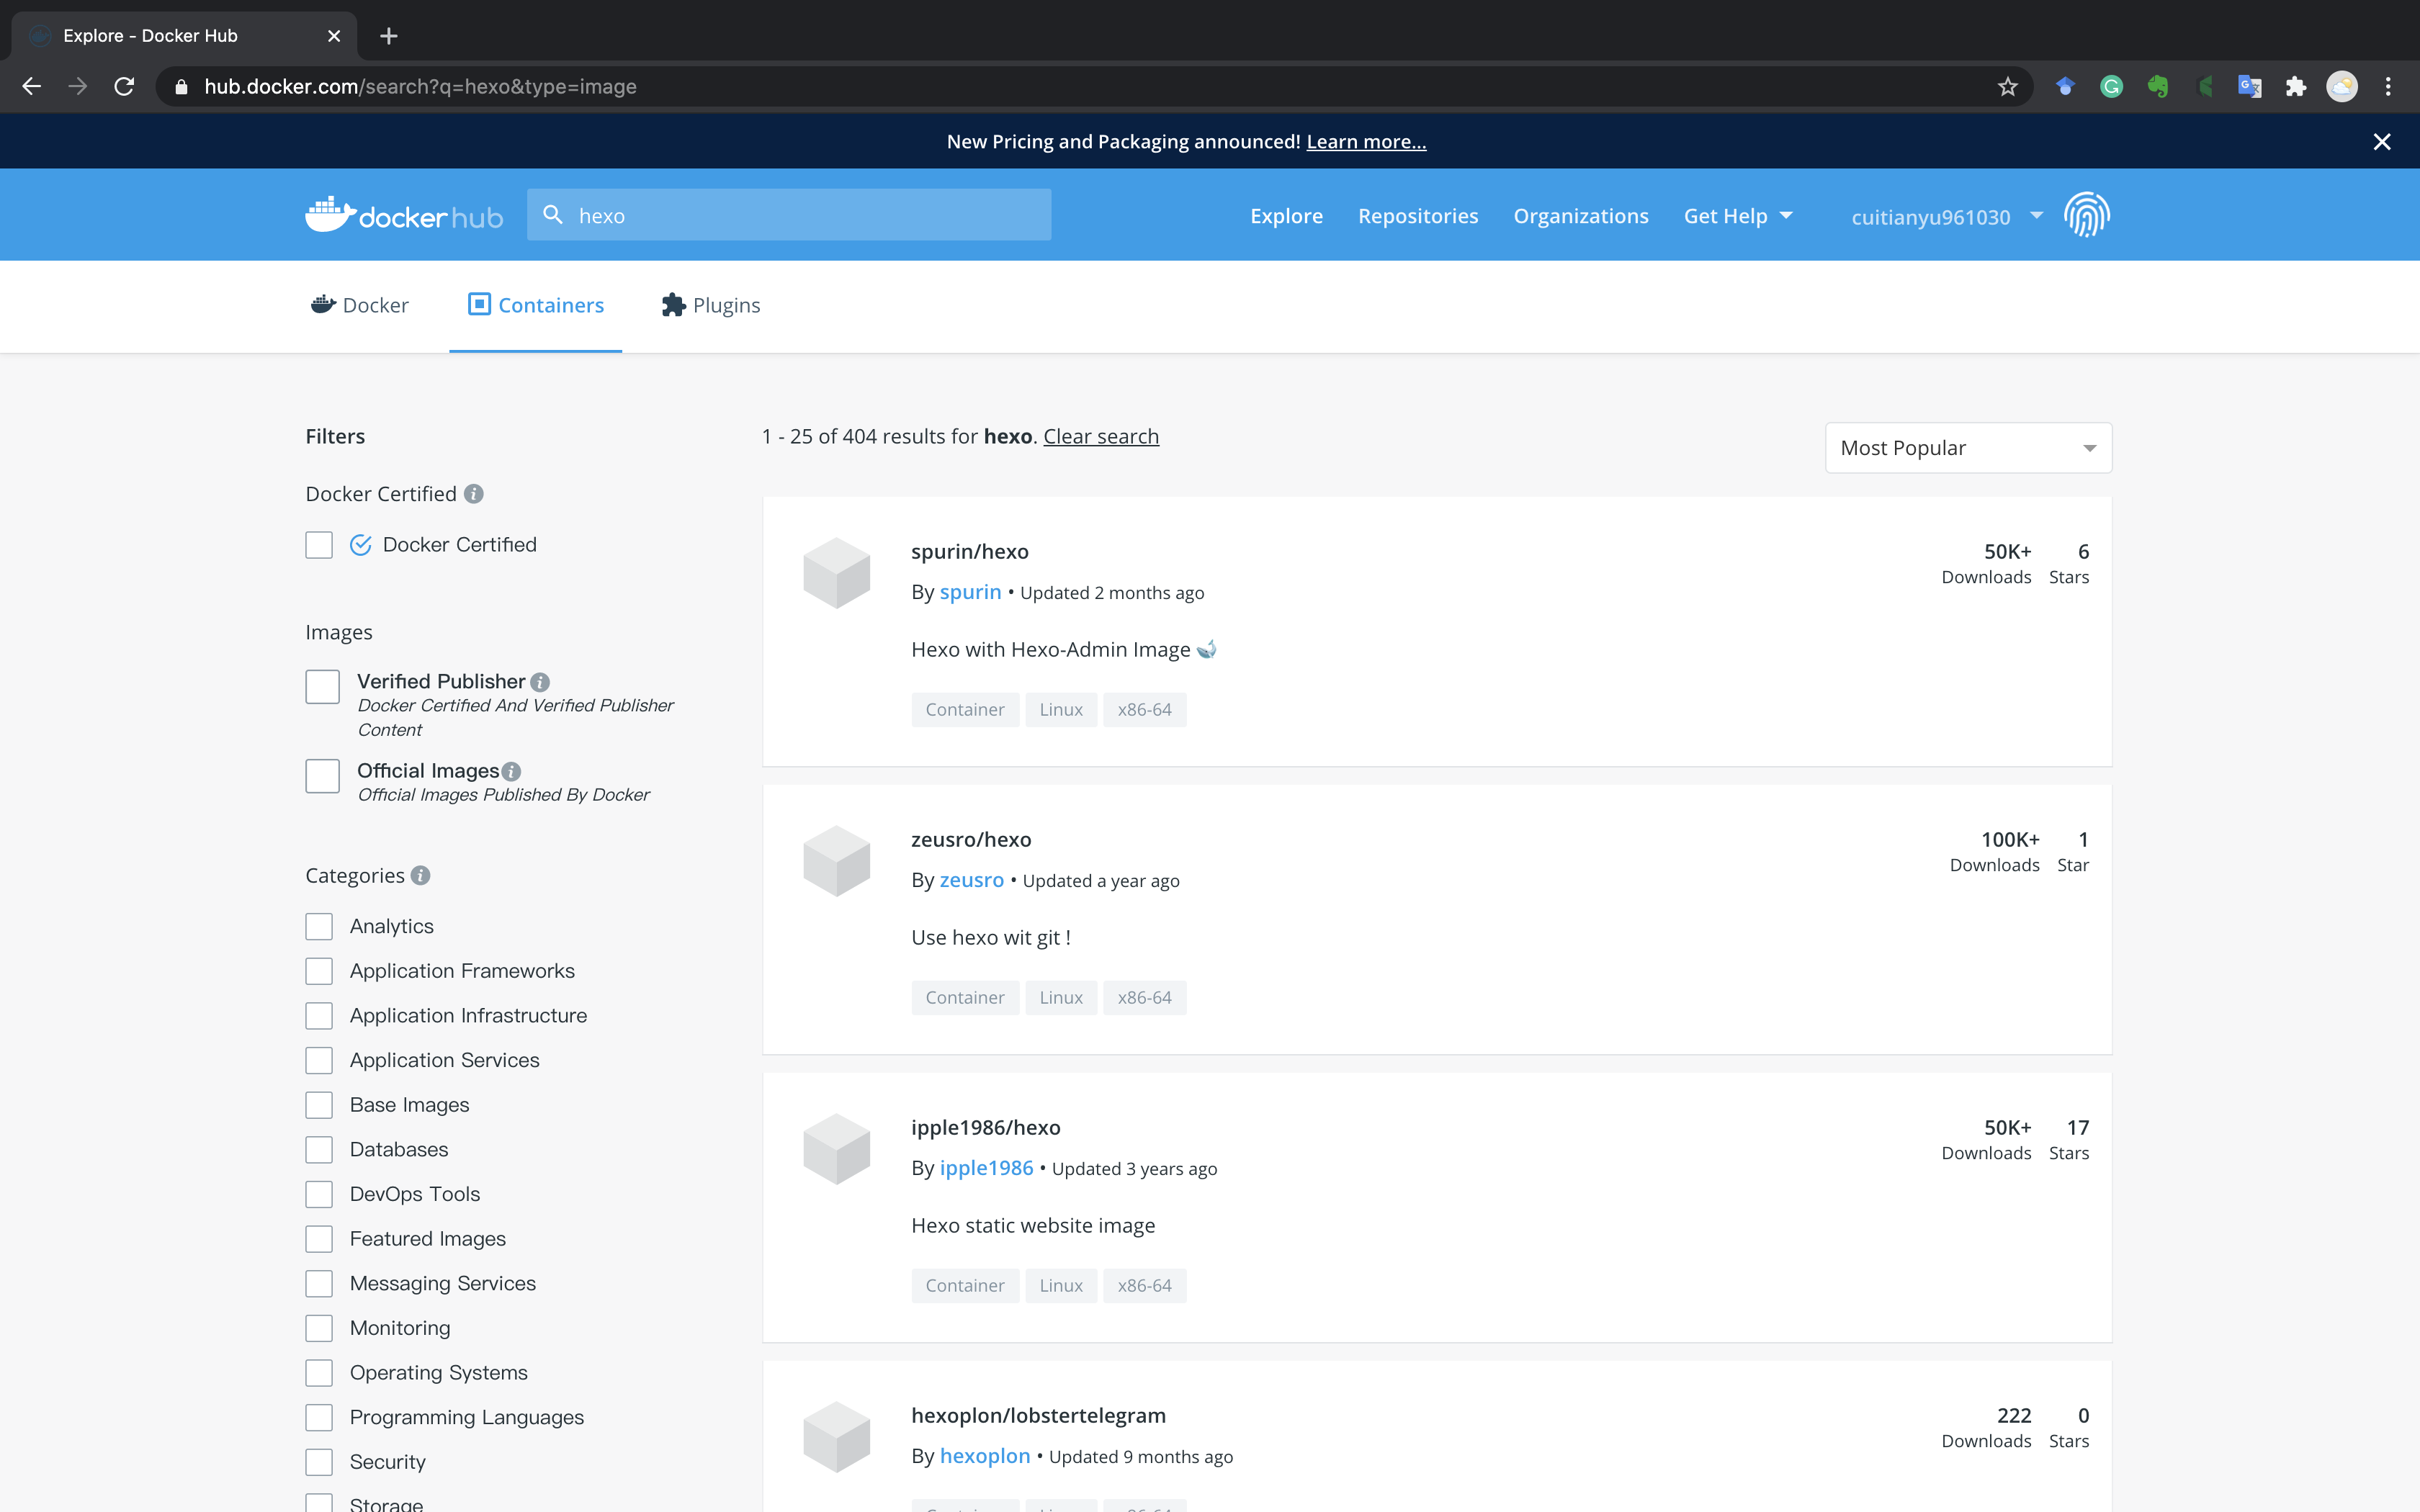 Explore - Docker Hub
hub.docker.com/search?q=hexo&type=image
New Pricing and Packaging announced! Learn more...
docker hub
hexo
Explore Repositories Organizations Get Help cuitianyu961030
Docker Containers Plugins
Filters
1 - 25 of 404 results for hexo. Clear search
Most Popular
Docker Certified
Docker Certified
Images
Verified Publisher
Docker Certified And Verified Publisher
Content
Official Images
Official Images Published By Docker
Categories
Analytics
Application Frameworks
Application Infrastructure
Application Services
Base Images
Databases
DevOps Tools
Featured Images
Messaging Services
Monitoring
Operating Systems
Programming Languages
Security
Storage
spurin/hexo
50K+ 6
Downloads Stars
By spurin • Updated 2 months ago
Hexo with Hexo-Admin Image 🐳
Container Linux x86-64
zeusro/hexo
100K+ 1
Downloads Star
By zeusro • Updated a year ago
Use hexo wit git !
Container Linux x86-64
ipple1986/hexo
50K+ 17
Downloads Stars
By ipple1986 • Updated 3 years ago
Hexo static website image
Container Linux x86-64
hexoplon/lobstertelegram
222 0
Downloads Stars
By hexoplon • Updated 9 months ago